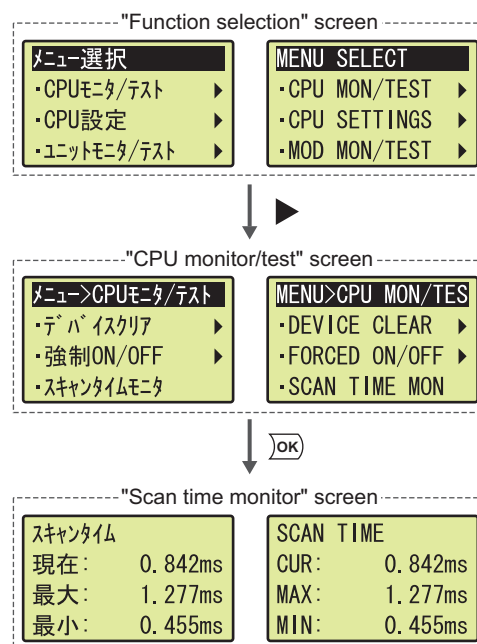 "Function selection" screen
メニュー選択
・CPUモニタ/テスト ▶
・CPU設定 ▶
・ユニットモニタ/テスト ▶
MENU SELECT
・CPU MON/TEST ▶
・CPU SETTINGS ▶
・MOD MON/TEST ▶
"CPU monitor/test" screen
メニュー>CPUモニタ/テスト
・デバイスクリア ▶
・強制ON/OFF ▶
・スキャンタイムモニタ
MENU>CPU MON/TES
・DEVICE CLEAR ▶
・FORCED ON/OFF ▶
・SCAN TIME MON
OK
"Scan time monitor" screen
スキャンタイム
現在: 0.842ms
最大: 1.277ms
最小: 0.455ms
SCAN TIME
CUR: 0.842ms
MAX: 1.277ms
MIN: 0.455ms